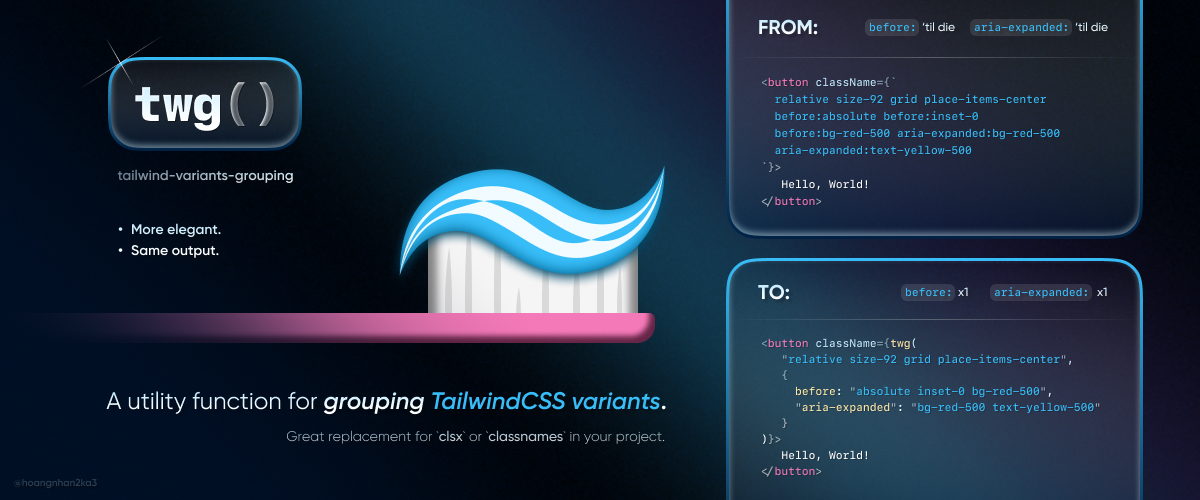 twg()
tailwind-variants-grouping
• More elegant.
• Same output.
A utility function for grouping TailwindCSS variants.
Great replacement for `clsx` or `classnames` in your project.
@hoangnhan2ka3
FROM: before: 'til die aria-expanded: 'til die
<button className={`
relative size-92 grid place-items-center
before:absolute before:inset-0
before:bg-red-500 aria-expanded:bg-red-500
aria-expanded:text-yellow-500
`}>
Hello, World!
</button>
TO: before: x1 aria-expanded: x1
<button className={twg(
"relative size-92 grid place-items-center",
{
before: "absolute inset-0 bg-red-500",
"aria-expanded": "bg-red-500 text-yellow-500"
}
)}>
Hello, World!
</button>